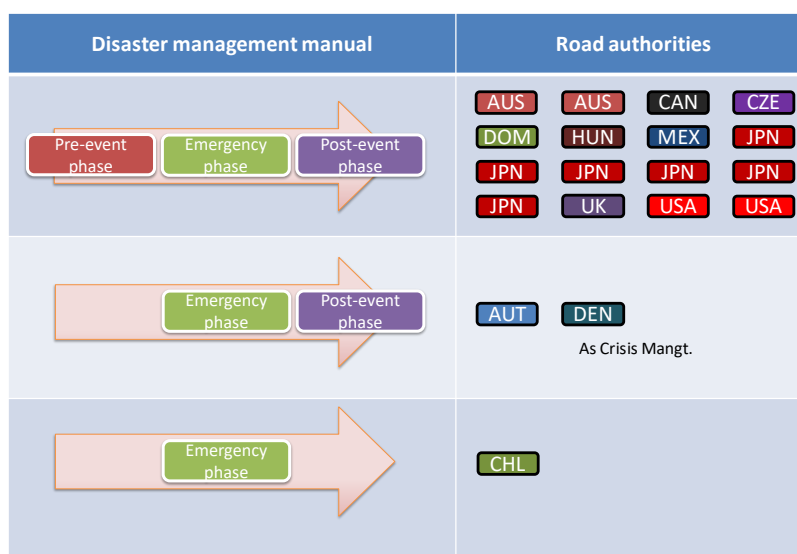 Disaster management manual
Road authorities
Pre-event
phase
Emergency
phase
Post-event
phase
AUS AUS CAN CZE
DOM HUN MEX JPN
JPN JPN JPN JPN
JPN UK USA USA
Emergency
phase
Post-event
phase
AUT DEN
As Crisis Mangt.
Emergency
phase
CHL